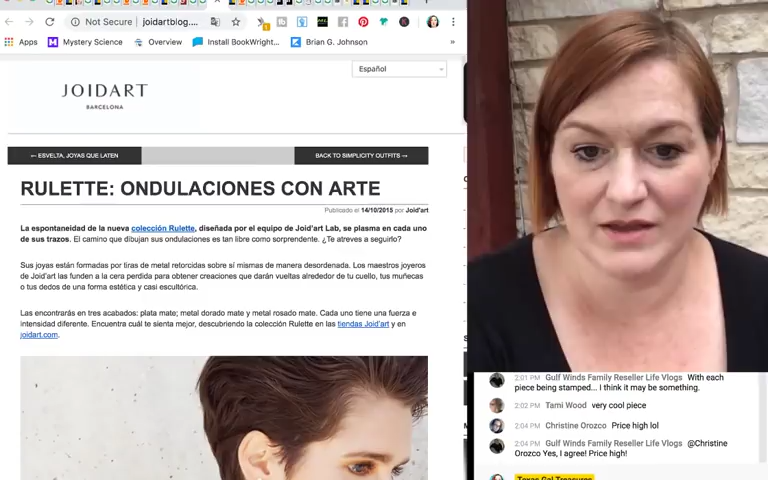 Not Secure | joidartblog....
Apps
Mystery Science
Overview
Install BookWright...
Brian G. Johnson
»
JOIDART
BARCELONA
Español
← ESVELTA, JOYAS QUE LATEN
BACK TO SIMPLICITY OUTFITS →
RULETTE: ONDULACIONES CON ARTE
Publicado el 14/10/2015 por Joid'art
La espontaneidad de la nueva colección Rulette, diseñada por el equipo de Joid'art Lab, se plasma en cada uno
de sus trazos. El camino que dibujan sus ondulaciones es tan libre como sorprendente. ¿Te atreves a seguirlo?
Sus joyas están formadas por tiras de metal retorcidas sobre sí mismas de manera desordenada. Los maestros joyeros
de Joid'art las funden a la cera perdida para obtener creaciones que darán vueltas alrededor de tu cuello, tus muñecas
o tus dedos de una forma estética y casi escultórica.
Las encontrarás en tres acabados: plata mate; metal dorado mate y metal rosado mate. Cada uno tiene una fuerza e
intensidad diferente. Encuentra cuál te sienta mejor, descubriendo la colección Rulette en las tiendas Joid'art y en
joidart.com.
2:01 PM Gulf Winds Family Reseller Life Vlogs With each
piece being stamped... I think it may be something.
2:02 PM Tami Wood very cool piece
2:04 PM Christine Orozco Price high lol
2:04 PM Gulf Winds Family Reseller Life Vlogs @Christine
Orozco Yes, I agree! Price high!
Texas Gal Treasures